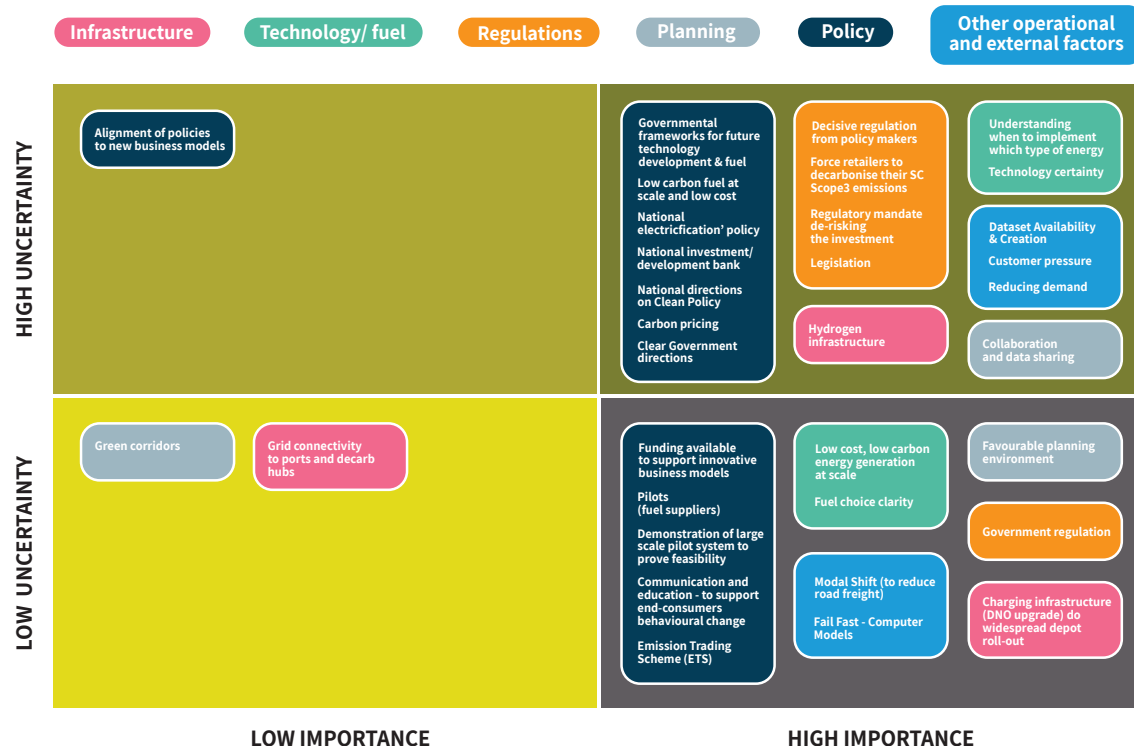 Infrastructure
Technology/ fuel
Regulations
Planning
Policy
Other operational
and external factors
HIGH UNCERTAINTY
Alignment of policies
to new business models
Governmental
frameworks for future
technology
development & fuel
Low carbon fuel at
scale and low cost
National
electricfication’ policy
National investment/
development bank
National directions
on Clean Policy
Carbon pricing
Clear Government
directions
Decisive regulation
from policy makers
Force retailers to
decarbonise their SC
Scope3 emissions
Regulatory mandate
de-risking
the investment
Legislation
Hydrogen
infrastructure
Understanding
when to implement
which type of energy
Technology certainty
Dataset Availability
& Creation
Customer pressure
Reducing demand
Collaboration
and data sharing
LOW UNCERTAINTY
Green corridors
Grid connectivity
to ports and decarb
hubs
Funding available
to support innovative
business models
Pilots
(fuel suppliers)
Demonstration of large
scale pilot system to
prove feasibility
Communication and
education - to support
end-consumers
behavioural change
Emission Trading
Scheme (ETS)
Low cost, low carbon
energy generation
at scale
Fuel choice clarity
Modal Shift (to reduce
road freight)
Fail Fast - Computer
Models
Favourable planning
environment
Government regulation
Charging infrastructure
(DNO upgrade) do
widespread depot
roll-out
LOW IMPORTANCE
HIGH IMPORTANCE